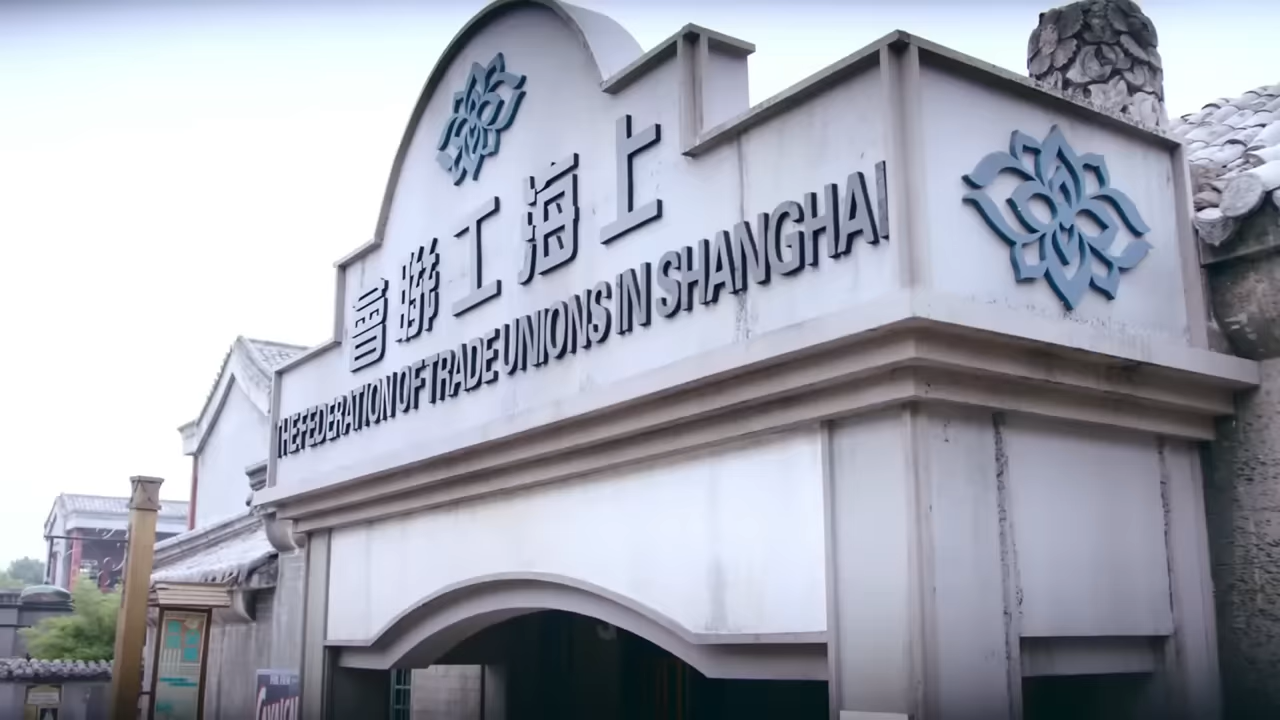 上海工聯會
THE FEDERATION OF TRADE UNIONS IN SHANGHAI